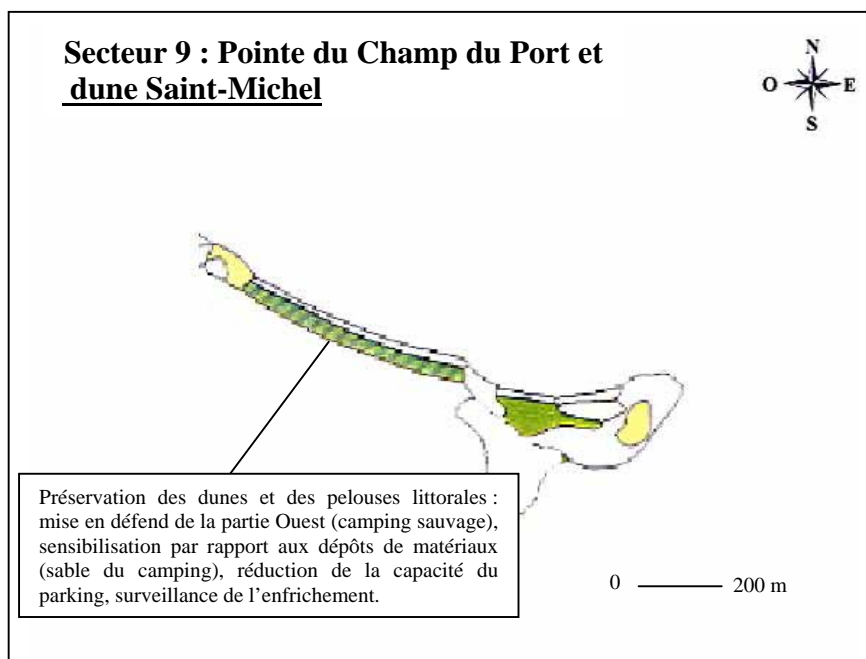 Secteur 9 : Pointe du Champ du Port et
dune Saint-Michel
N
O
E
S
Préservation des dunes et des pelouses littorales :
mise en défend de la partie Ouest (camping sauvage),
sensibilisation par rapport aux dépôts de matériaux
(sable du camping), réduction de la capacité du
parking, surveillance de l’enfrichement.
0 200 m